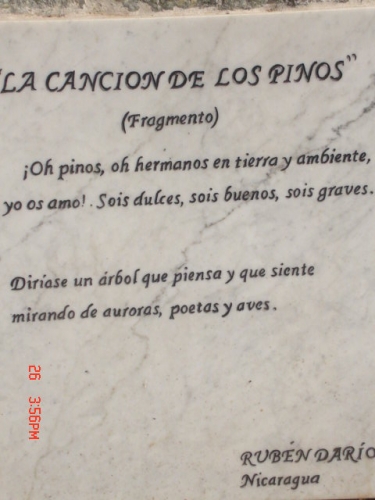 "LA CANCION DE LOS PINOS"
(Fragmento)
¡Oh pinos, oh hermanos en tierra y ambiente,
yo os amo!. Sois dulces, sois buenos, sois graves.
Diríase un árbol que piensa y que siente
mirando de auroras, poetas y aves.
RUBÉN DARÍO
Nicaragua
26 3:56PM